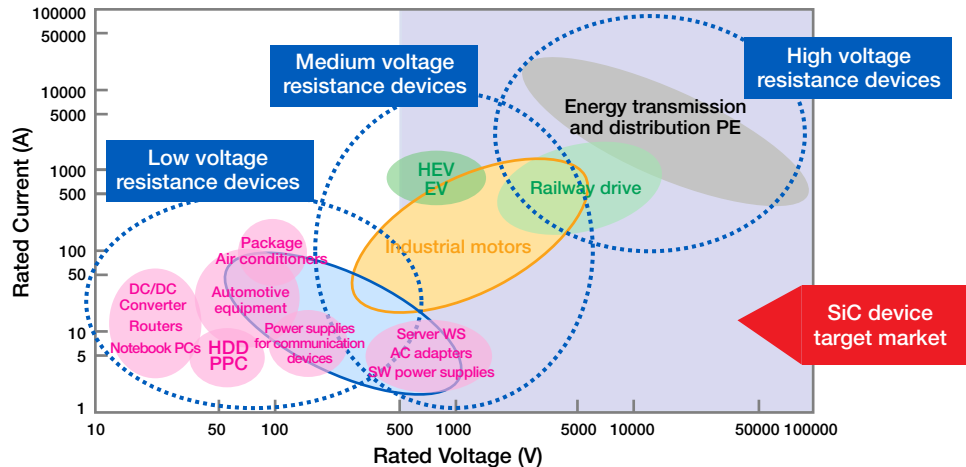 100000
50000
10000
5000
1000
500
100
50
10
5
1
Rated Current (A)
Low voltage
resistance devices
Medium voltage
resistance devices
High voltage
resistance devices
Energy transmission
and distribution PE
HEV
EV
Railway drive
Industrial motors
Package
Air conditioners
DC/DC
Converter
Routers
Notebook PCs
Automotive
equipment
HDD
PPC
Power supplies
for communication
devices
Server WS
AC adapters
SW power supplies
SiC device
target market
10
50
100
500
1000
5000
10000
50000
100000
Rated Voltage (V)